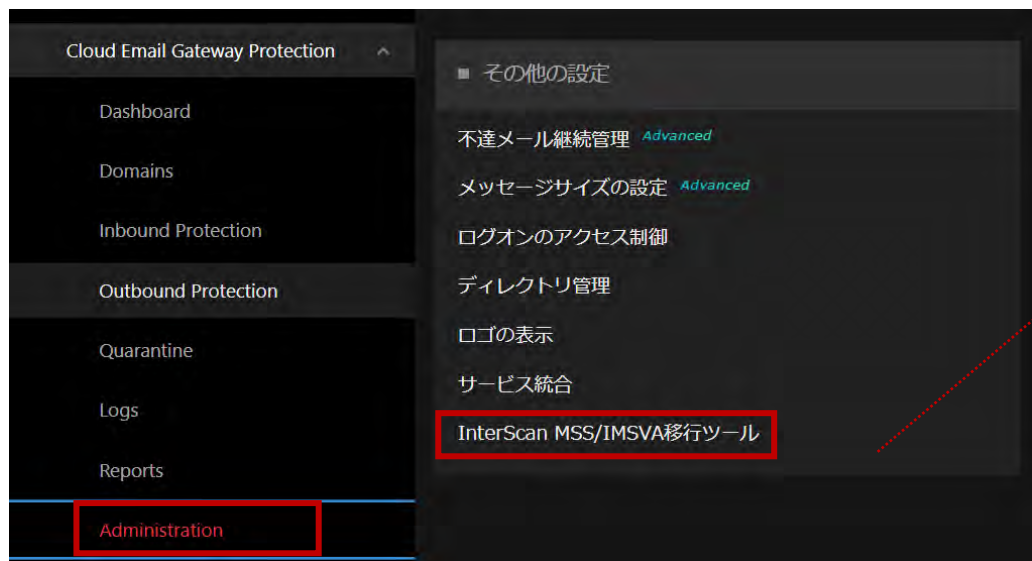 Cloud Email Gateway Protection
Dashboard
Domains
Inbound Protection
Outbound Protection
Quarantine
Logs
Reports
Administration
その他の設定
不達メール継続管理 Advanced
メッセージサイズの設定 Advanced
ログオンのアクセス制御
ディレクトリ管理
ロゴの表示
サービス統合
InterScan MSS/IMSVA移行ツール